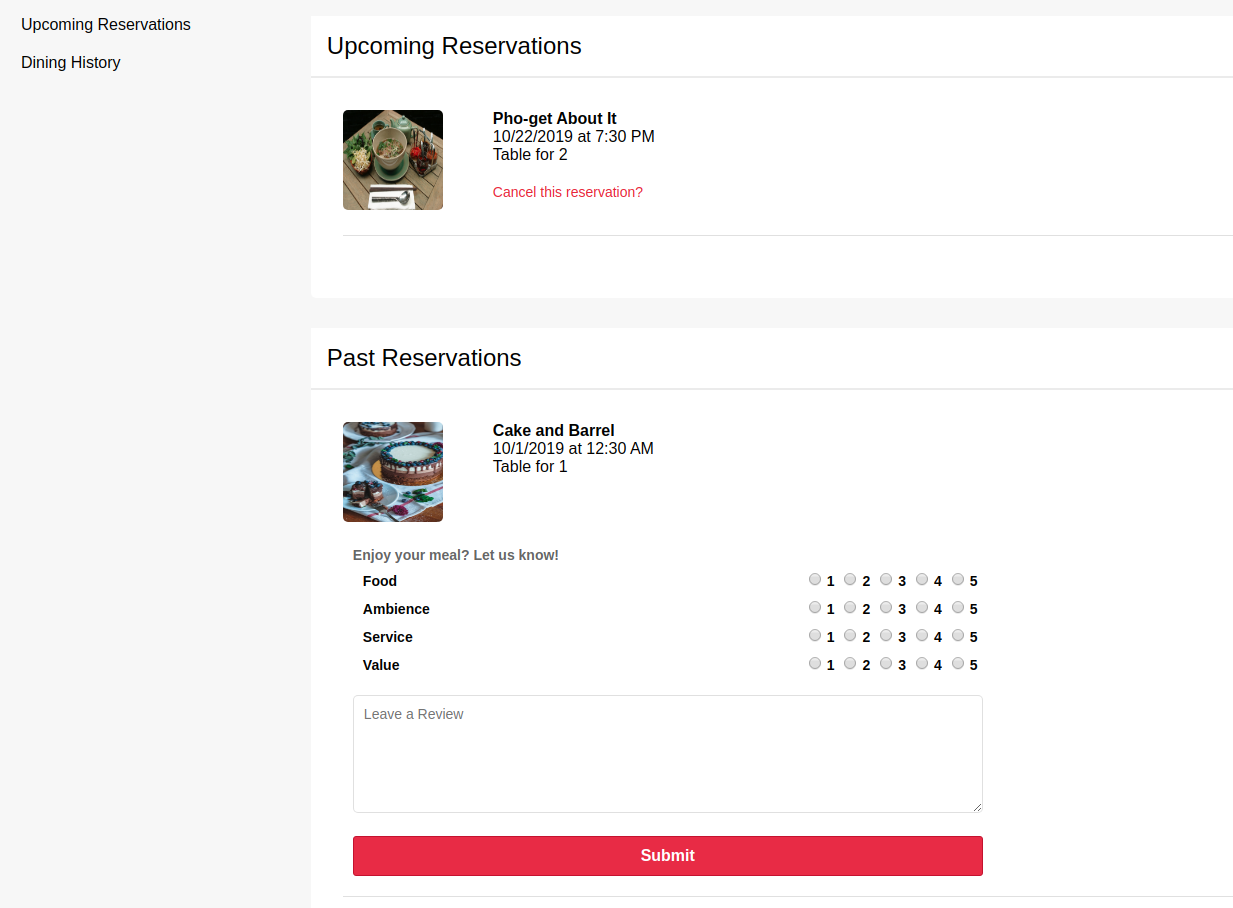 Upcoming Reservations
Dining History
Upcoming Reservations
Pho-get About It
10/22/2019 at 7:30 PM
Table for 2
Cancel this reservation?
Past Reservations
Cake and Barrel
10/1/2019 at 12:30 AM
Table for 1
Enjoy your meal? Let us know!
Food 1 2 3 4 5
Ambience 1 2 3 4 5
Service 1 2 3 4 5
Value 1 2 3 4 5
Leave a Review
Submit